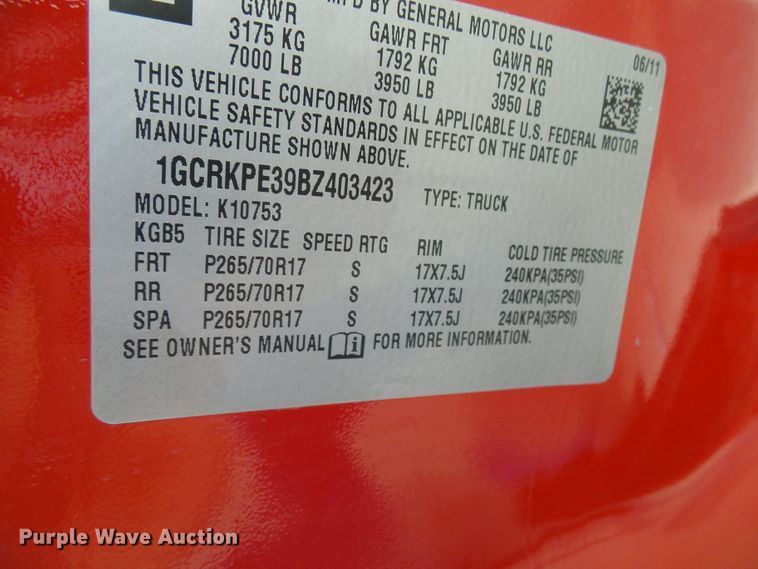 MFD BY GENERAL MOTORS LLC
GVWR GAWR FRT GAWR RR 06/11
3175 KG 1792 KG 1792 KG
7000 LB 3950 LB 3950 LB
THIS VEHICLE CONFORMS TO ALL APPLICABLE U.S. FEDERAL MOTOR
VEHICLE SAFETY STANDARDS IN EFFECT ON THE DATE OF
MANUFACTURE SHOWN ABOVE.
1GCRKPE39BZ403423 TYPE: TRUCK
MODEL: K10753
KGB5 TIRE SIZE SPEED RTG RIM COLD TIRE PRESSURE
FRT P265/70R17 S 17X7.5J 240KPA(35PSI)
RR P265/70R17 S 17X7.5J 240KPA(35PSI)
SPA P265/70R17 S 17X7.5J 240KPA(35PSI)
SEE OWNER'S MANUAL FOR MORE INFORMATION.
Purple Wave Auction